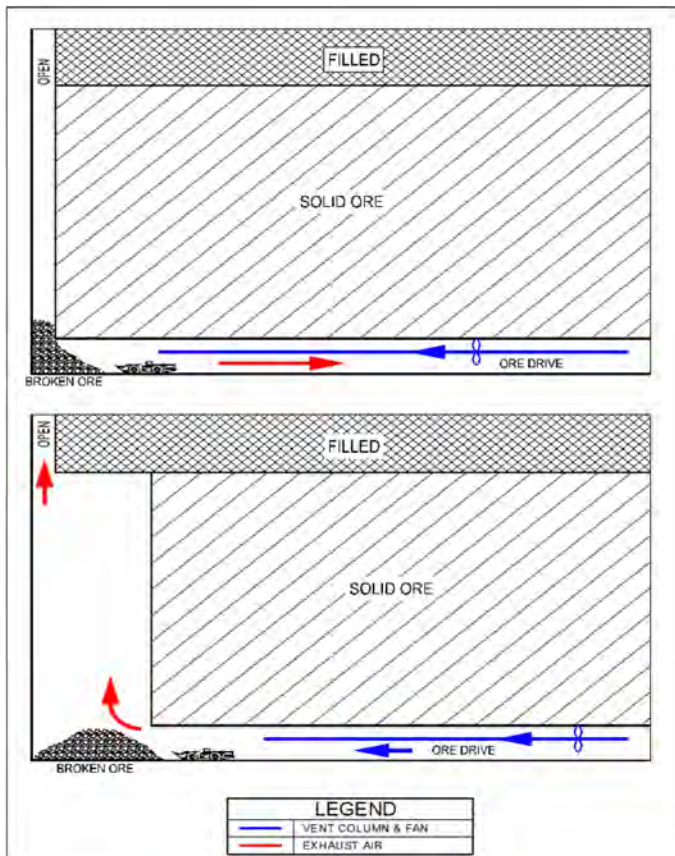 OPEN
FILLED
SOLID ORE
ORE DRIVE
BROKEN ORE
OPEN
FILLED
SOLID ORE
ORE DRIVE
BROKEN ORE
LEGEND
VENT COLUMN & FAN
EXHAUST AIR